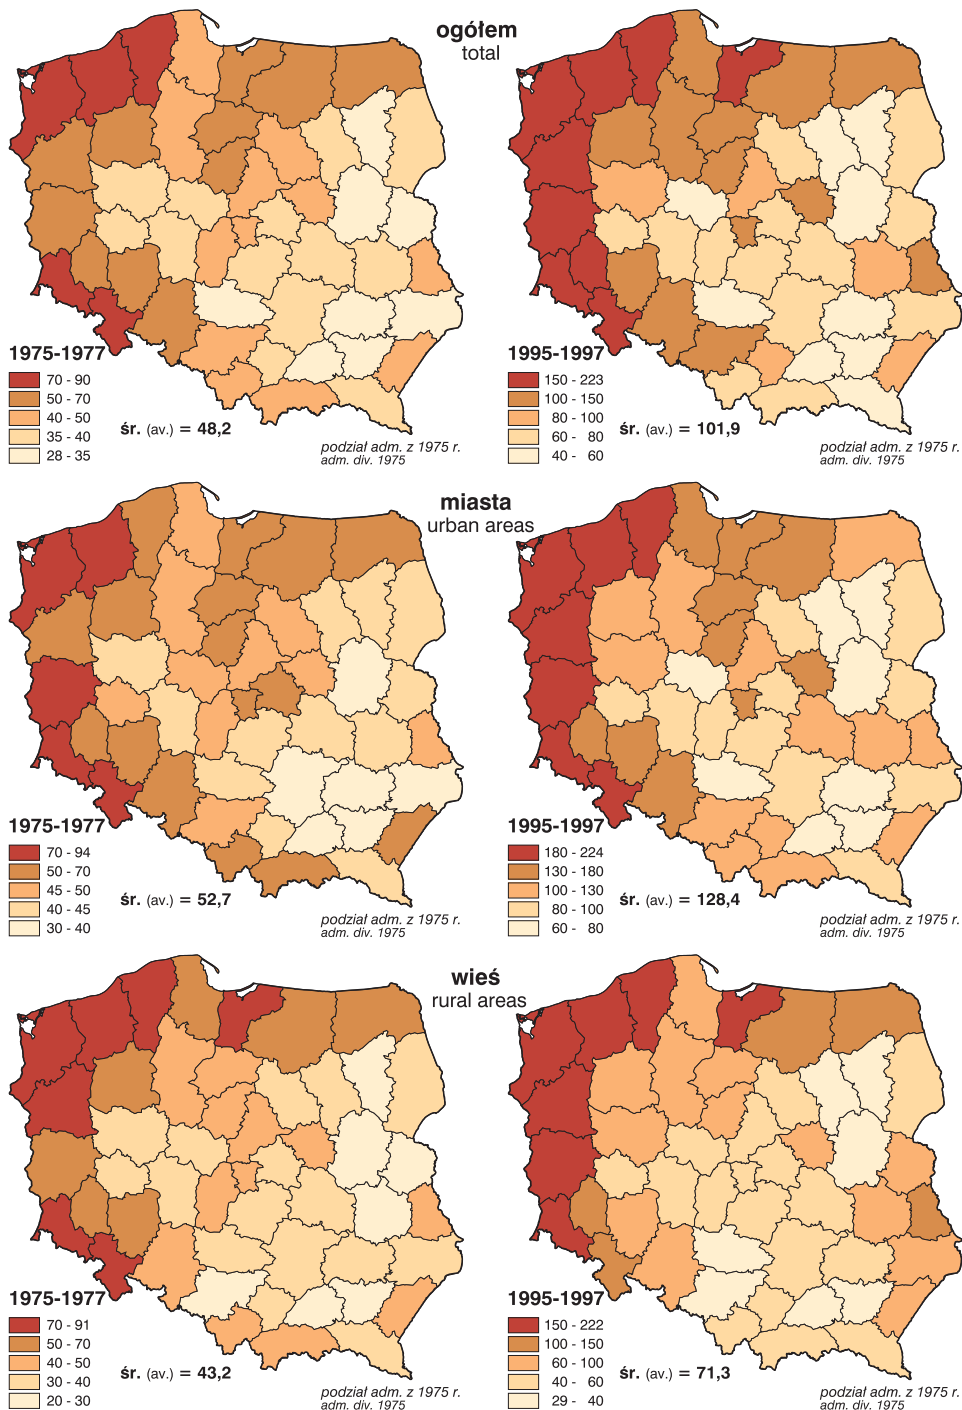 ogółem
total
1975-1977
70 - 90
50 - 70
40 - 50
35 - 40
28 - 35
śr. (av.) = 48,2
podział adm. z 1975 r.
adm. div. 1975
1995-1997
150 - 223
100 - 150
80 - 100
60 - 80
40 - 60
śr. (av.) = 101,9
podział adm. z 1975 r.
adm. div. 1975
miasta
urban areas
1975-1977
70 - 94
50 - 70
45 - 50
40 - 45
30 - 40
śr. (av.) = 52,7
podział adm. z 1975 r.
adm. div. 1975
1995-1997
180 - 224
130 - 180
100 - 130
80 - 100
60 - 80
śr. (av.) = 128,4
podział adm. z 1975 r.
adm. div. 1975
wieś
rural areas
1975-1977
70 - 91
50 - 70
40 - 50
30 - 40
20 - 30
śr. (av.) = 43,2
podział adm. z 1975 r.
adm. div. 1975
1995-1997
150 - 222
100 - 150
60 - 100
40 - 60
29 - 40
śr. (av.) = 71,3
podział adm. z 1975 r.
adm. div. 1975